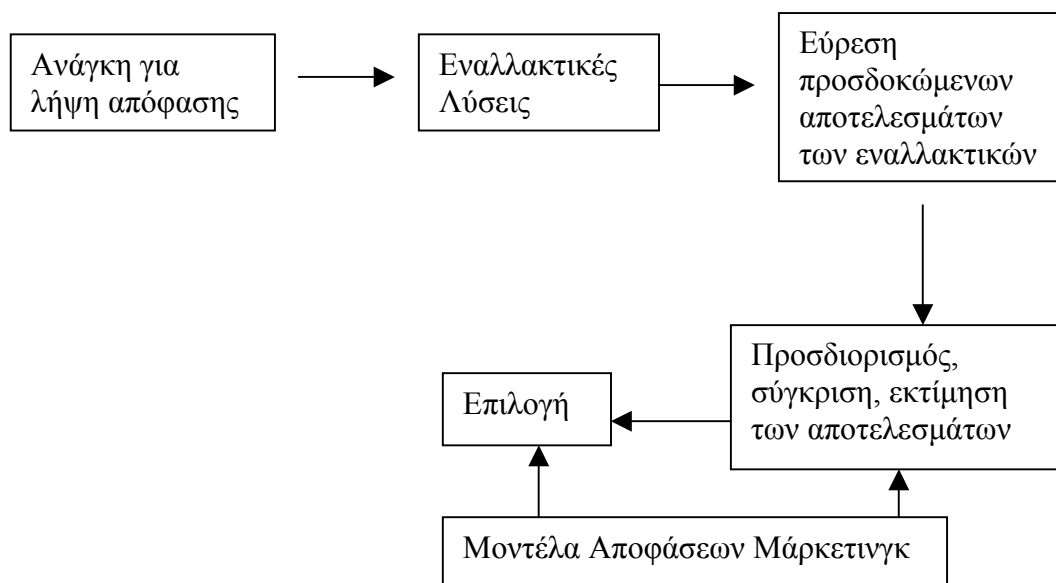 Ανάγκη για
λήψη απόφασης
Εναλλακτικές
Λύσεις
Εύρεση
προσδοκώμενων
αποτελεσμάτων
των εναλλακτικών
Προσδιορισμός,
σύγκριση, εκτίμηση
των αποτελεσμάτων
Επιλογή
Μοντέλα Αποφάσεων Μάρκετινγκ